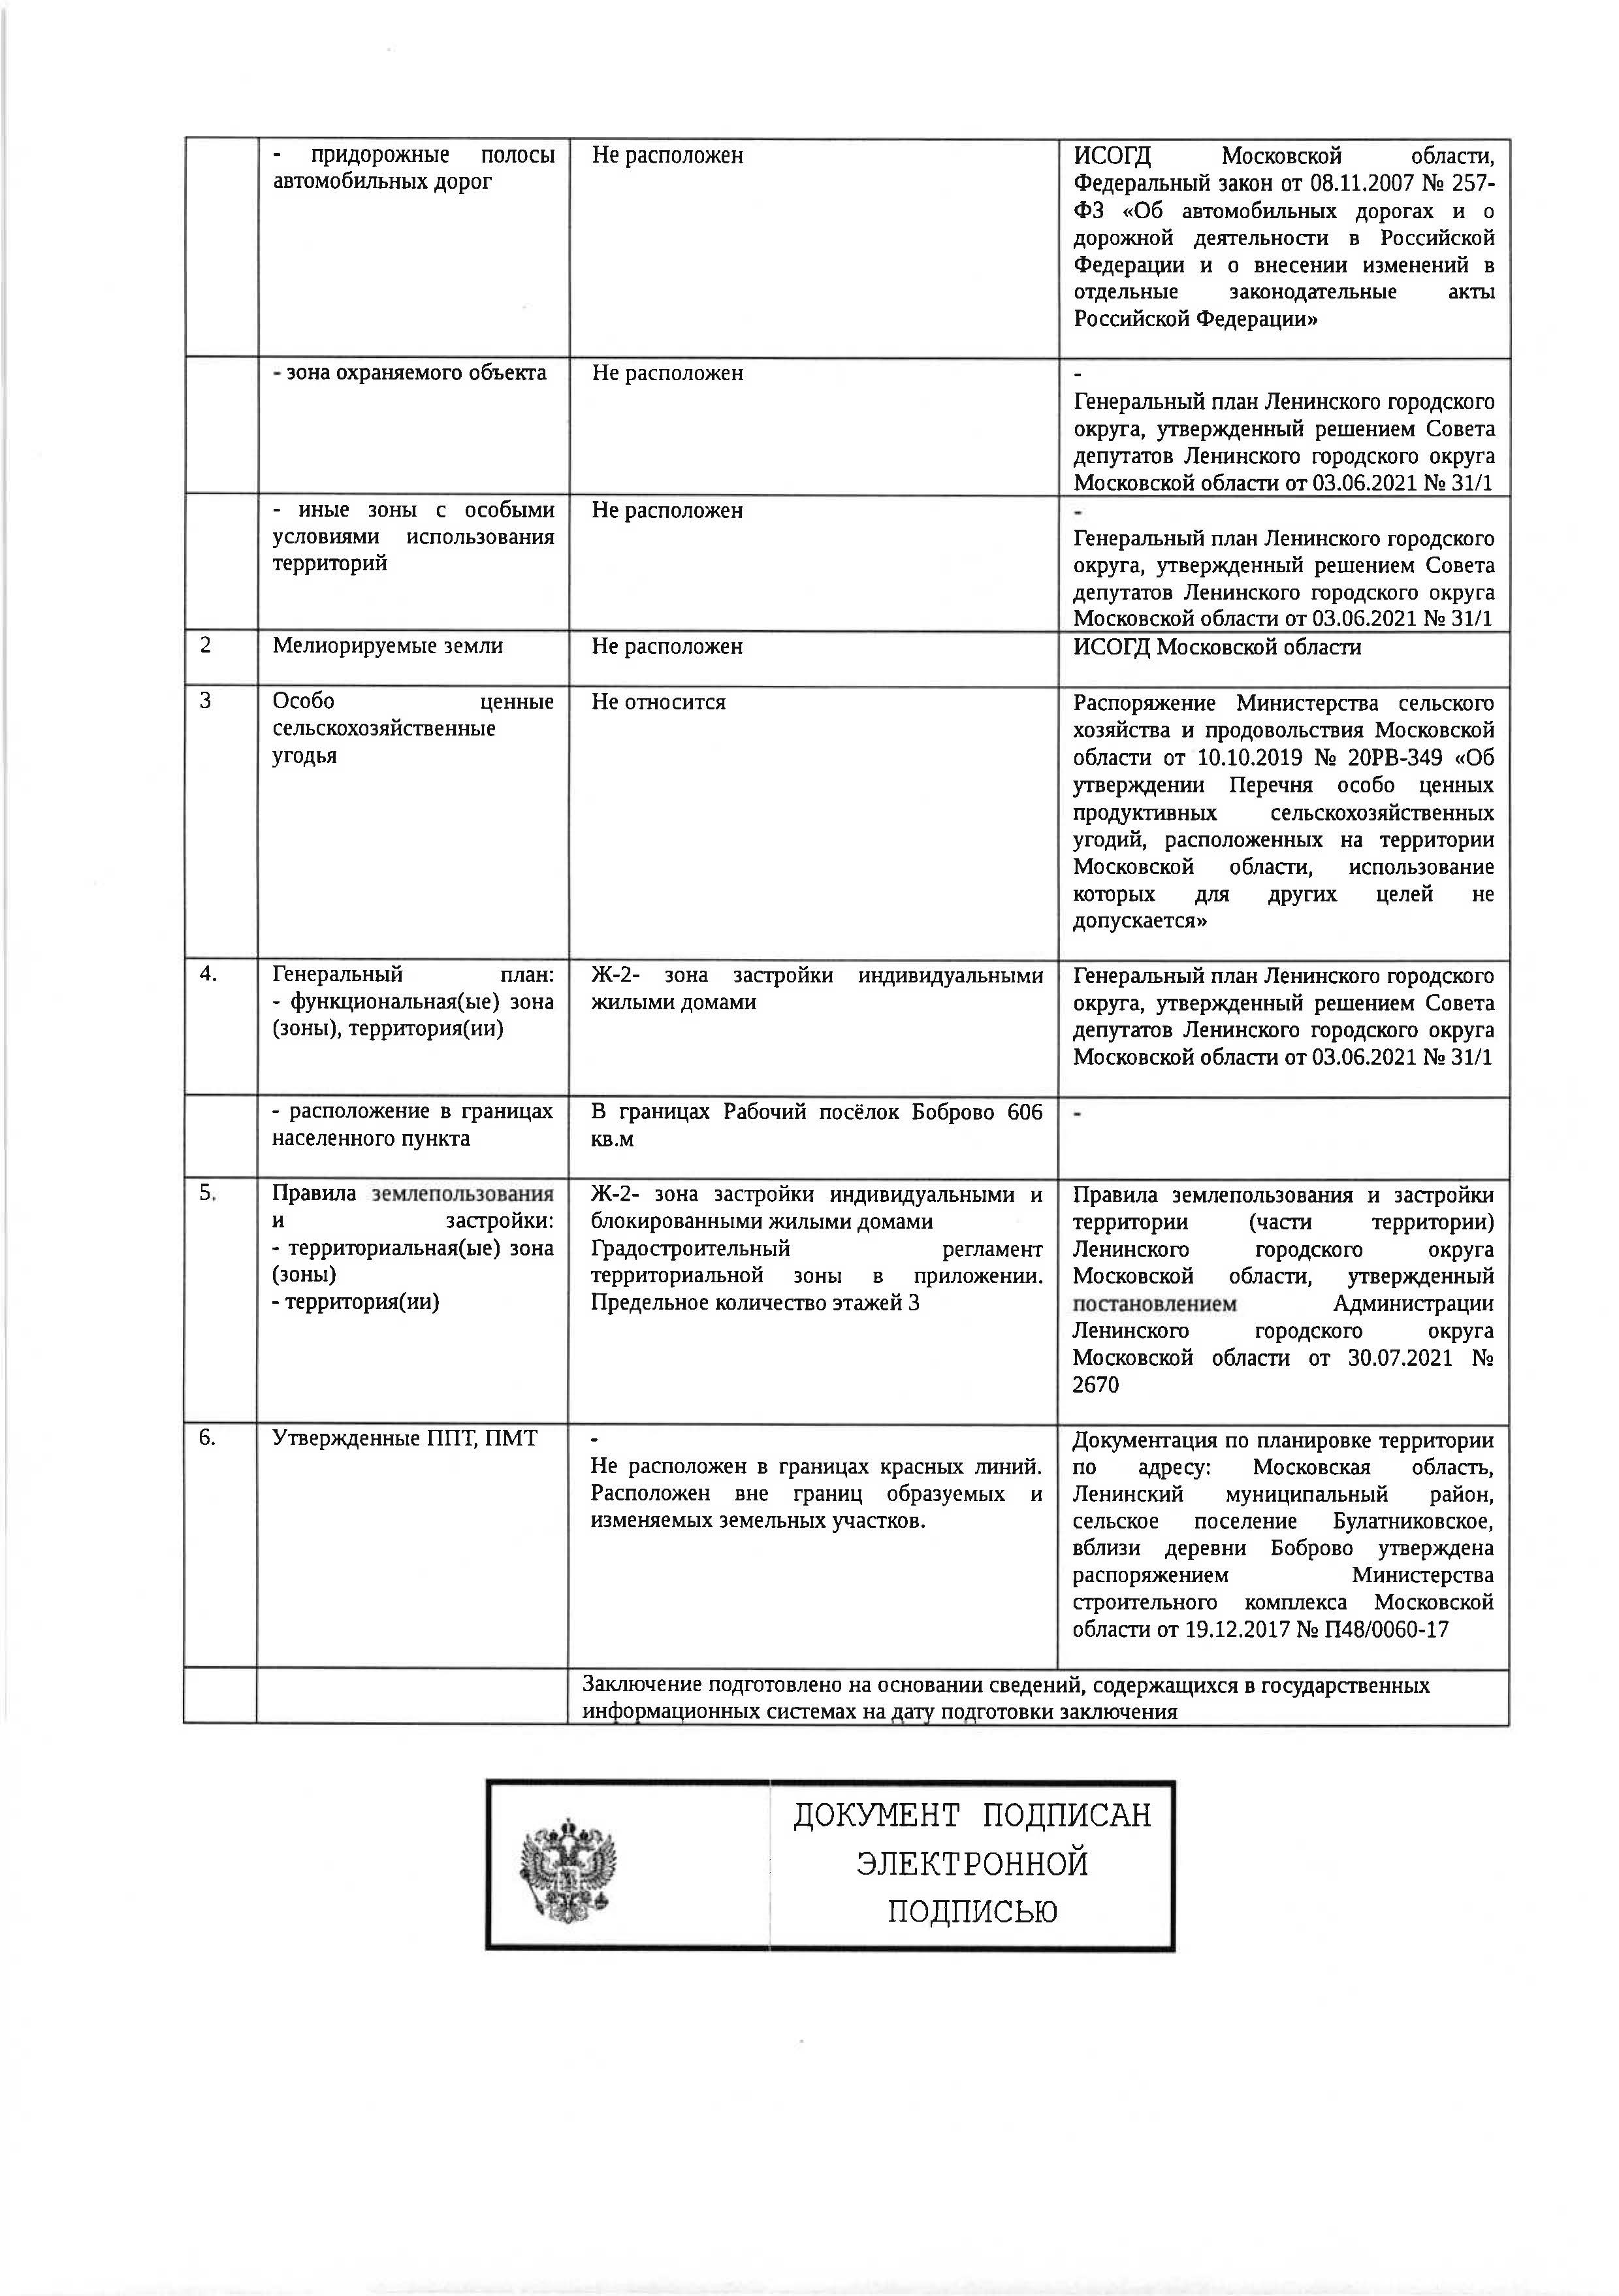 - придорожные полосы
автомобильных дорог
Не расположен
ИСОГД Московской области,
Федеральный закон от 08.11.2007 № 257-
ФЗ «Об автомобильных дорогах и о
дорожной деятельности в Российской
Федерации и о внесении изменений в
отдельные законодательные акты
Российской Федерации»
- зона охраняемого объекта
Не расположен
-
Генеральный план Ленинского городского
округа, утвержденный решением Совета
депутатов Ленинского городского округа
Московской области от 03.06.2021 № 31/1
- иные зоны с особыми
условиями использования
территорий
Не расположен
-
Генеральный план Ленинского городского
округа, утвержденный решением Совета
депутатов Ленинского городского округа
Московской области от 03.06.2021 № 31/1
2
Мелиорируемые земли
Не расположен
ИСОГД Московской области
3
Особо ценные
сельскохозяйственные
угодья
Не относится
Распоряжение Министерства сельского
хозяйства и продовольствия Московской
области от 10.10.2019 № 20РВ-349 «Об
утверждении Перечня особо ценных
продуктивных сельскохозяйственных
угодий, расположенных на территории
Московской области, использование
которых для других целей не
допускается»
4.
Генеральный план:
- функциональная(ые) зона
(зоны), территория(ии)
Ж-2- зона застройки индивидуальными
жилыми домами
Генеральный план Ленинского городского
округа, утвержденный решением Совета
депутатов Ленинского городского округа
Московской области от 03.06.2021 № 31/1
- расположение в границах
населенного пункта
В границах Рабочий посёлок Боброво 606
кв.м
-
5.
Правила землепользования
и застройки:
- территориальная(ые) зона
(зоны)
- территория(ии)
Ж-2- зона застройки индивидуальными и
блокированными жилыми домами
Градостроительный регламент
территориальной зоны в приложении.
Предельное количество этажей 3
Правила землепользования и застройки
территории (части территории)
Ленинского городского округа
Московской области, утвержденный
постановлением Администрации
Ленинского городского округа
Московской области от 30.07.2021 №
2670
6.
Утвержденные ППТ, ПМТ
-
Не расположен в границах красных линий.
Расположен вне границ образуемых и
изменяемых земельных участков.
Документация по планировке территории
по адресу: Московская область,
Ленинский муниципальный район,
сельское поселение Булатниковское,
вблизи деревни Боброво утверждена
распоряжением Министерства
строительного комплекса Московской
области от 19.12.2017 № П48/0060-17
Заключение подготовлено на основании сведений, содержащихся в государственных
информационных системах на дату подготовки заключения
ДОКУМЕНТ ПОДПИСАН
ЭЛЕКТРОННОЙ
ПОДПИСЬЮ